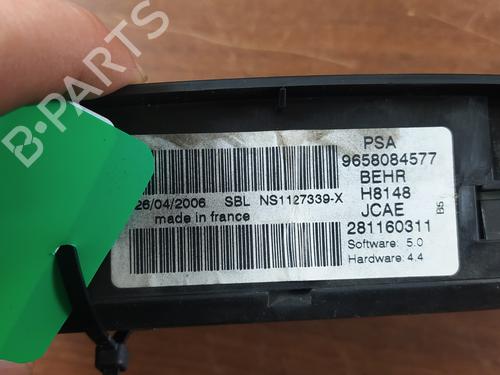 B-PARTS
PSA
9658084577
BEHR
H8148
JCAE
281160311
B5
Software: 5.0
Hardware: 4.4
26/04/2006 SBL NS1127339-X
made in france